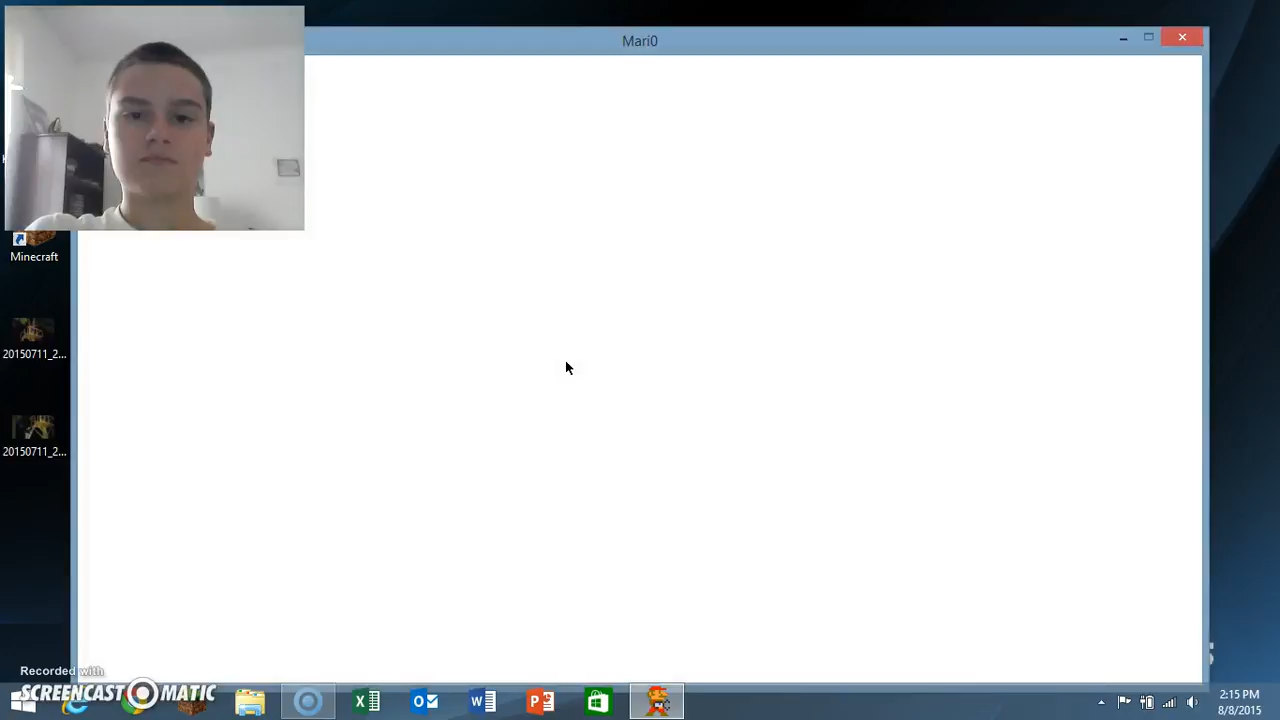 Mari0
Minecraft
20150711_2...
20150711_2...
Recorded with
SCREENCAST MATIC
2:15 PM
8/8/2015